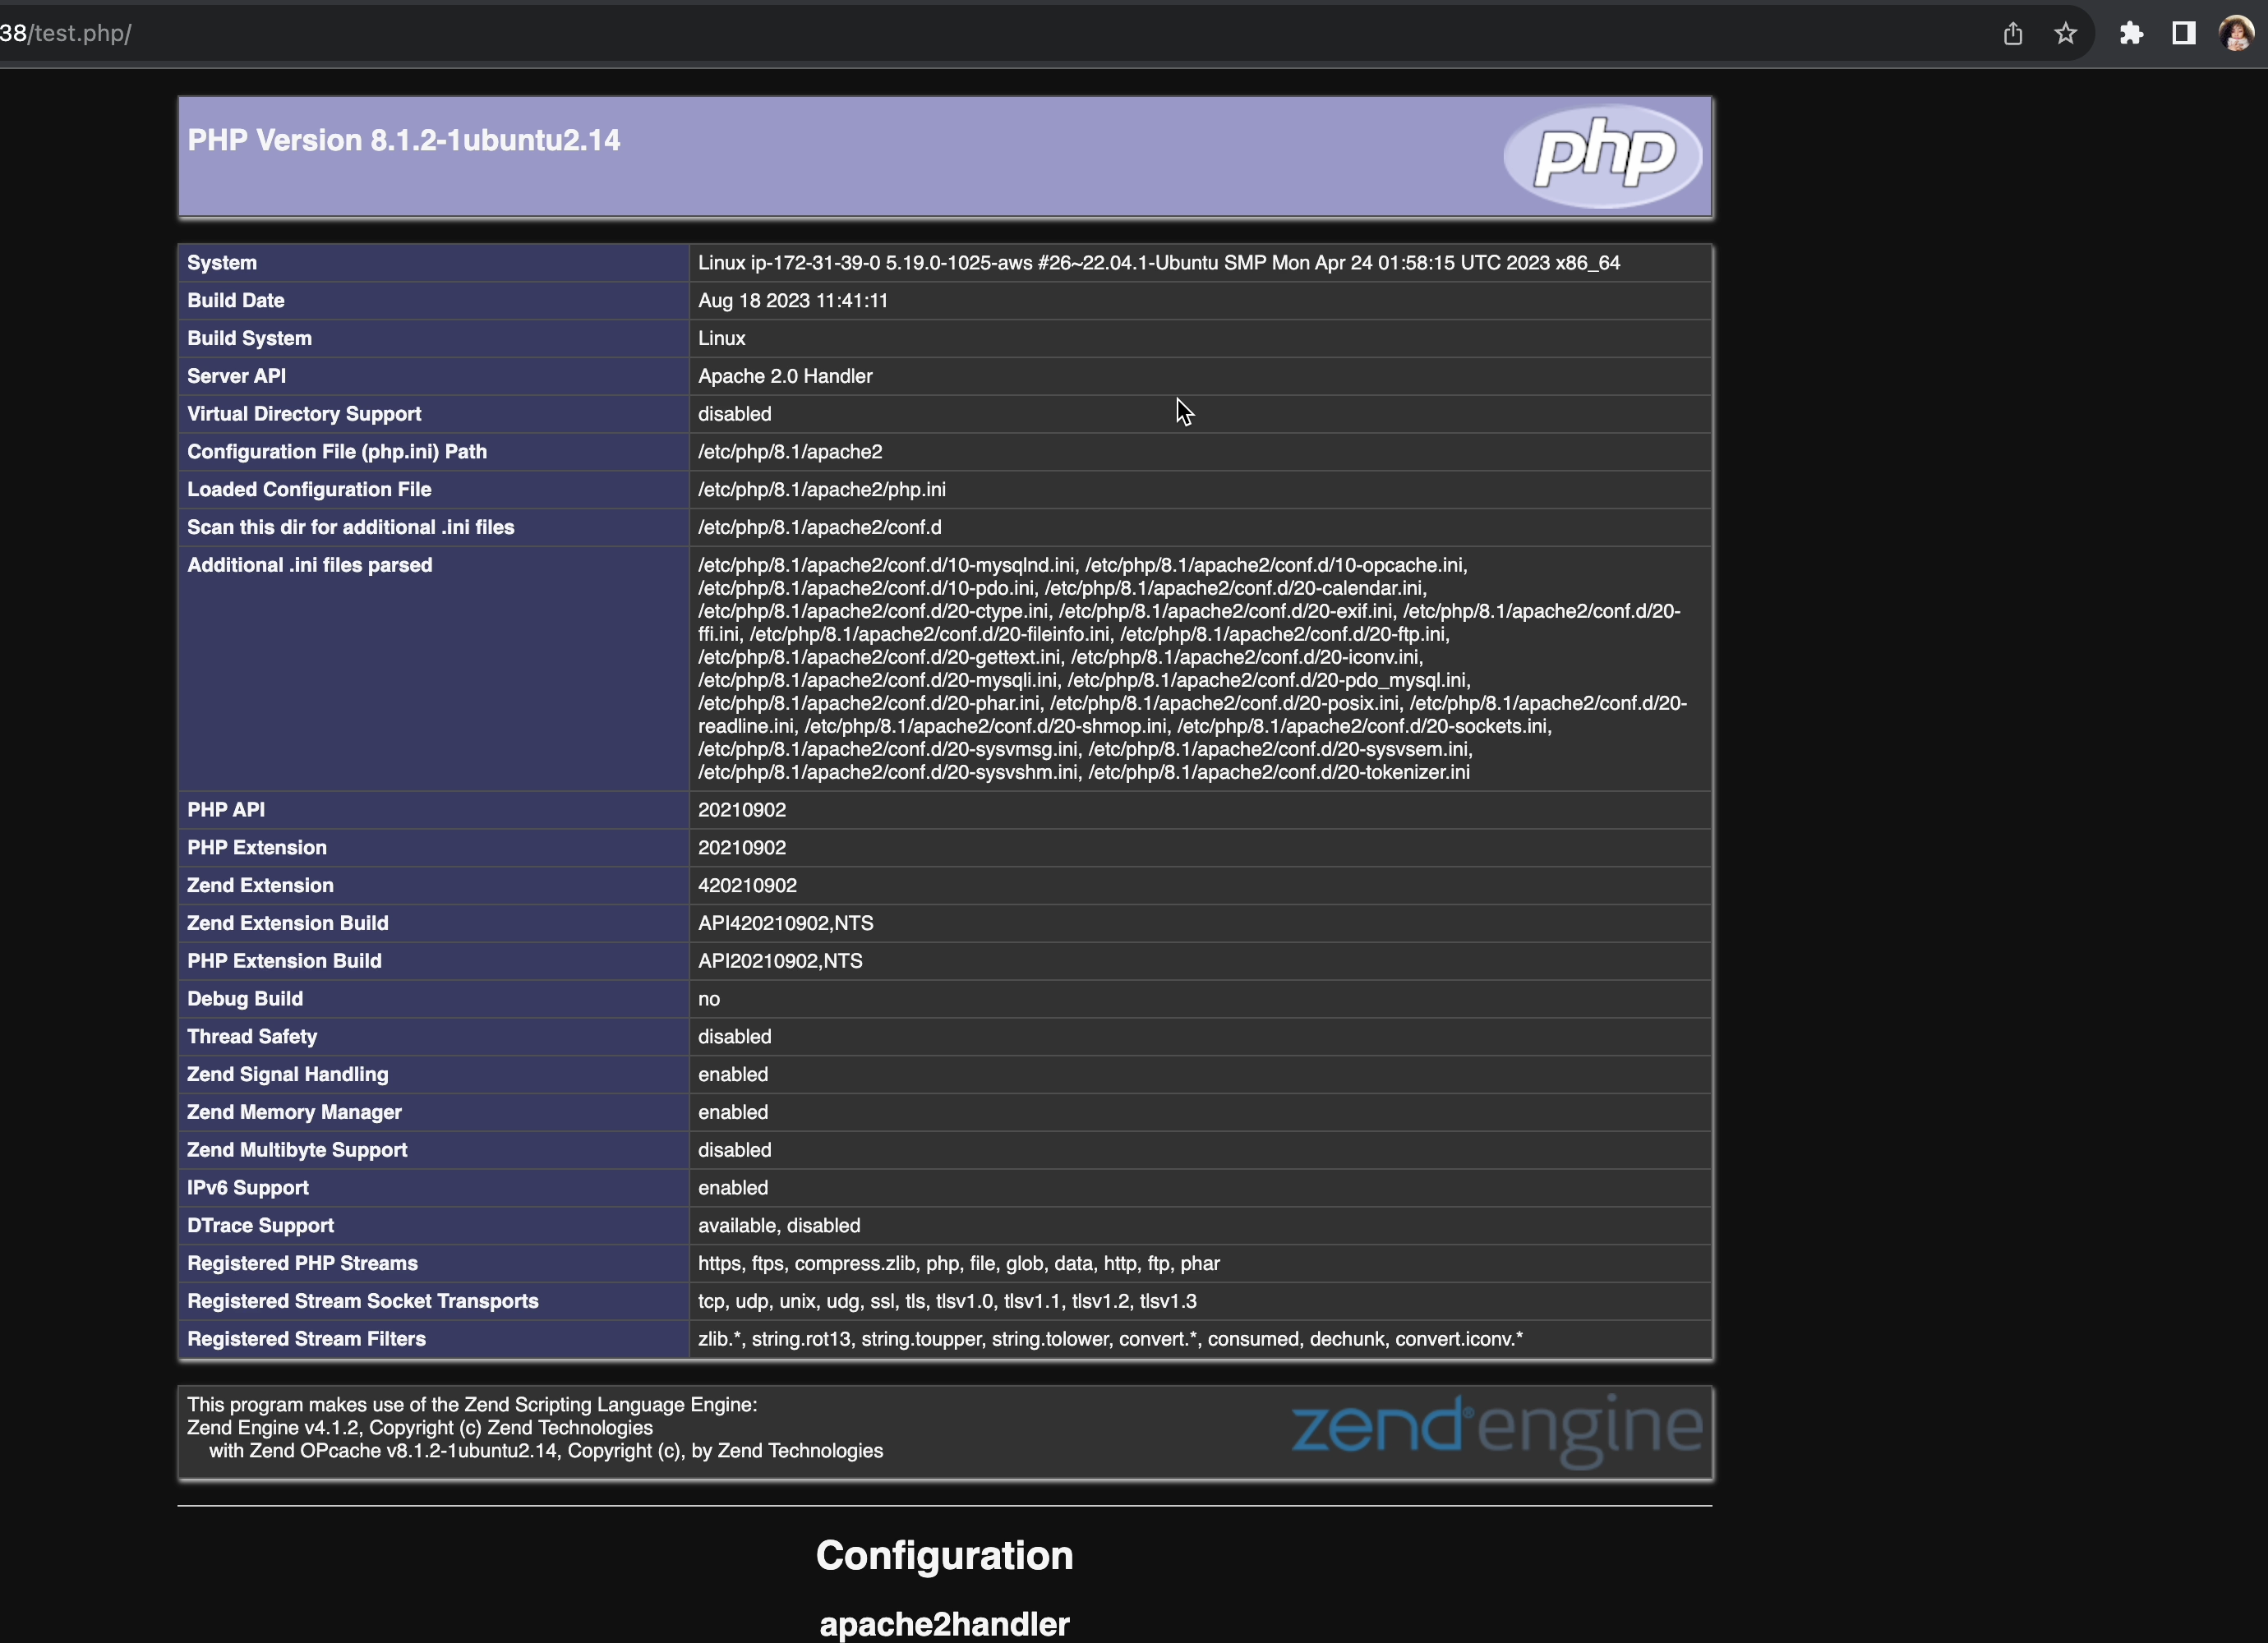 38/test.php/
PHP Version 8.1.2-1ubuntu2.14
php
System Linux ip-172-31-39-0 5.19.0-1025-aws #26~22.04.1-Ubuntu SMP Mon Apr 24 01:58:15 UTC 2023 x86_64
Build Date Aug 18 2023 11:41:11
Build System Linux
Server API Apache 2.0 Handler
Virtual Directory Support disabled
Configuration File (php.ini) Path /etc/php/8.1/apache2
Loaded Configuration File /etc/php/8.1/apache2/php.ini
Scan this dir for additional .ini files /etc/php/8.1/apache2/conf.d
Additional .ini files parsed /etc/php/8.1/apache2/conf.d/10-mysqlnd.ini, /etc/php/8.1/apache2/conf.d/10-opcache.ini,
/etc/php/8.1/apache2/conf.d/10-pdo.ini, /etc/php/8.1/apache2/conf.d/20-calendar.ini,
/etc/php/8.1/apache2/conf.d/20-ctype.ini, /etc/php/8.1/apache2/conf.d/20-exif.ini, /etc/php/8.1/apache2/conf.d/20-
ffi.ini, /etc/php/8.1/apache2/conf.d/20-fileinfo.ini, /etc/php/8.1/apache2/conf.d/20-ftp.ini,
/etc/php/8.1/apache2/conf.d/20-gettext.ini, /etc/php/8.1/apache2/conf.d/20-iconv.ini,
/etc/php/8.1/apache2/conf.d/20-mysqli.ini, /etc/php/8.1/apache2/conf.d/20-pdo_mysql.ini,
/etc/php/8.1/apache2/conf.d/20-phar.ini, /etc/php/8.1/apache2/conf.d/20-posix.ini, /etc/php/8.1/apache2/conf.d/20-
readline.ini, /etc/php/8.1/apache2/conf.d/20-shmop.ini, /etc/php/8.1/apache2/conf.d/20-sockets.ini,
/etc/php/8.1/apache2/conf.d/20-sysvmsg.ini, /etc/php/8.1/apache2/conf.d/20-sysvsem.ini,
/etc/php/8.1/apache2/conf.d/20-sysvshm.ini, /etc/php/8.1/apache2/conf.d/20-tokenizer.ini
PHP API 20210902
PHP Extension 20210902
Zend Extension 420210902
Zend Extension Build API420210902,NTS
PHP Extension Build API20210902,NTS
Debug Build no
Thread Safety disabled
Zend Signal Handling enabled
Zend Memory Manager enabled
Zend Multibyte Support disabled
IPv6 Support enabled
DTrace Support available, disabled
Registered PHP Streams https, ftps, compress.zlib, php, file, glob, data, http, ftp, phar
Registered Stream Socket Transports tcp, udp, unix, udg, ssl, tls, tlsv1.0, tlsv1.1, tlsv1.2, tlsv1.3
Registered Stream Filters zlib.*, string.rot13, string.toupper, string.tolower, convert.*, consumed, dechunk, convert.iconv.*
This program makes use of the Zend Scripting Language Engine:
Zend Engine v4.1.2, Copyright (c) Zend Technologies
with Zend OPcache v8.1.2-1ubuntu2.14, Copyright (c), by Zend Technologies
zend® engine
Configuration
apache2handler